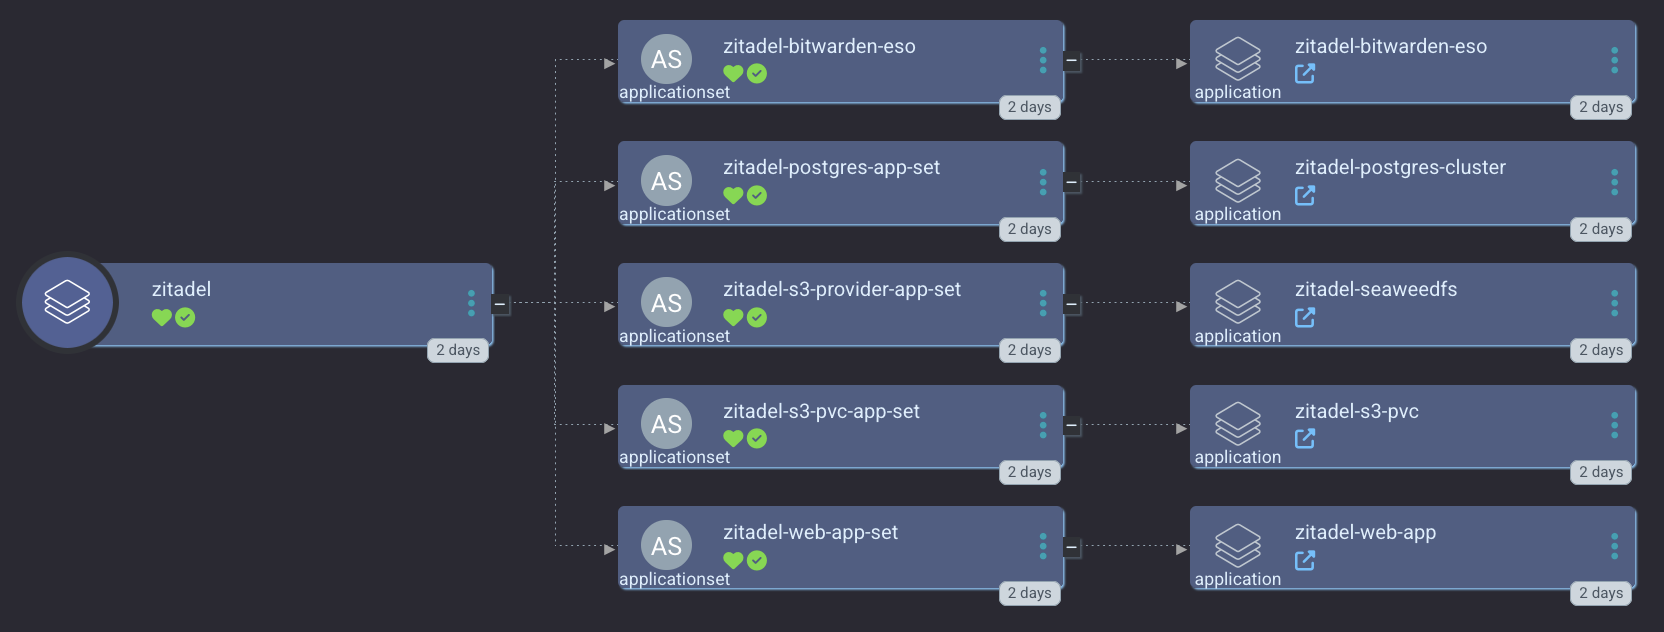 zitadel
2 days
AS
zitadel-bitwarden-eso
applicationset
2 days
zitadel-bitwarden-eso
application
2 days
AS
zitadel-postgres-app-set
applicationset
2 days
zitadel-postgres-cluster
application
2 days
AS
zitadel-s3-provider-app-set
applicationset
2 days
zitadel-seaweedfs
application
2 days
AS
zitadel-s3-pvc-app-set
applicationset
2 days
zitadel-s3-pvc
application
2 days
AS
zitadel-web-app-set
applicationset
2 days
zitadel-web-app
application
2 days